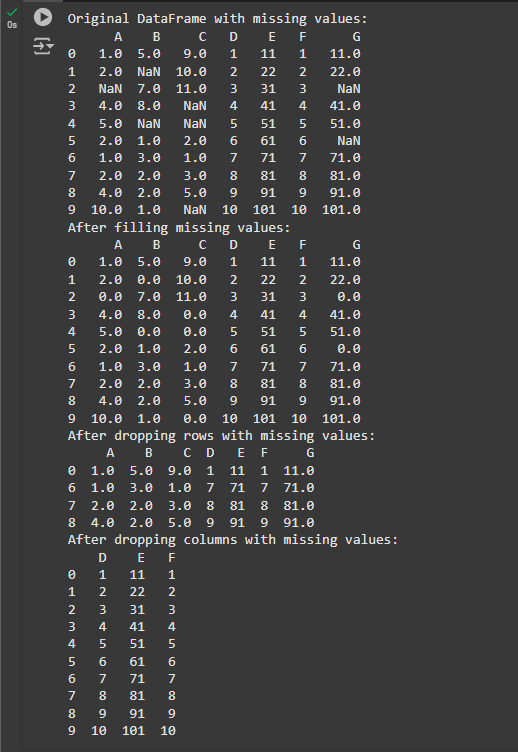 0s
Original DataFrame with missing values:
      A    B     C   D    E   F      G
0   1.0  5.0   9.0   1   11   1   11.0
1   2.0  NaN  10.0   2   22   2   22.0
2   NaN  7.0  11.0   3   31   3    NaN
3   4.0  8.0   NaN   4   41   4   41.0
4   5.0  NaN   NaN   5   51   5   51.0
5   2.0  1.0   2.0   6   61   6    NaN
6   1.0  3.0   1.0   7   71   7   71.0
7   2.0  2.0   3.0   8   81   8   81.0
8   4.0  2.0   5.0   9   91   9   91.0
9  10.0  1.0   NaN  10  101  10  101.0
After filling missing values:
      A    B     C   D    E   F      G
0   1.0  5.0   9.0   1   11   1   11.0
1   2.0  0.0  10.0   2   22   2   22.0
2   0.0  7.0  11.0   3   31   3    0.0
3   4.0  8.0   0.0   4   41   4   41.0
4   5.0  0.0   0.0   5   51   5   51.0
5   2.0  1.0   2.0   6   61   6    0.0
6   1.0  3.0   1.0   7   71   7   71.0
7   2.0  2.0   3.0   8   81   8   81.0
8   4.0  2.0   5.0   9   91   9   91.0
9  10.0  1.0   0.0  10  101  10  101.0
After dropping rows with missing values:
     A    B    C  D   E  F     G
0  1.0  5.0  9.0  1  11  1  11.0
6  1.0  3.0  1.0  7  71  7  71.0
7  2.0  2.0  3.0  8  81  8  81.0
8  4.0  2.0  5.0  9  91  9  91.0
After dropping columns with missing values:
    D    E   F
0   1   11   1
1   2   22   2
2   3   31   3
3   4   41   4
4   5   51   5
5   6   61   6
6   7   71   7
7   8   81   8
8   9   91   9
9  10  101  10